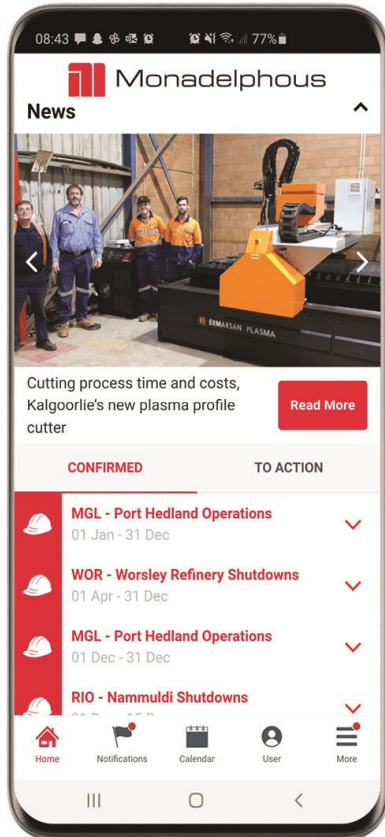 08:43
77%
Monadelphous
News
ERMAKSAN PLASMA
Cutting process time and costs,
Kalgoorlie's new plasma profile
cutter
Read More
CONFIRMED
TO ACTION
MGL - Port Hedland Operations
01 Jan - 31 Dec
WOR - Worsley Refinery Shutdowns
01 Apr - 31 Dec
MGL - Port Hedland Operations
01 Dec - 31 Dec
RIO - Nammuldi Shutdowns
Home
Notifications
Calendar
User
More